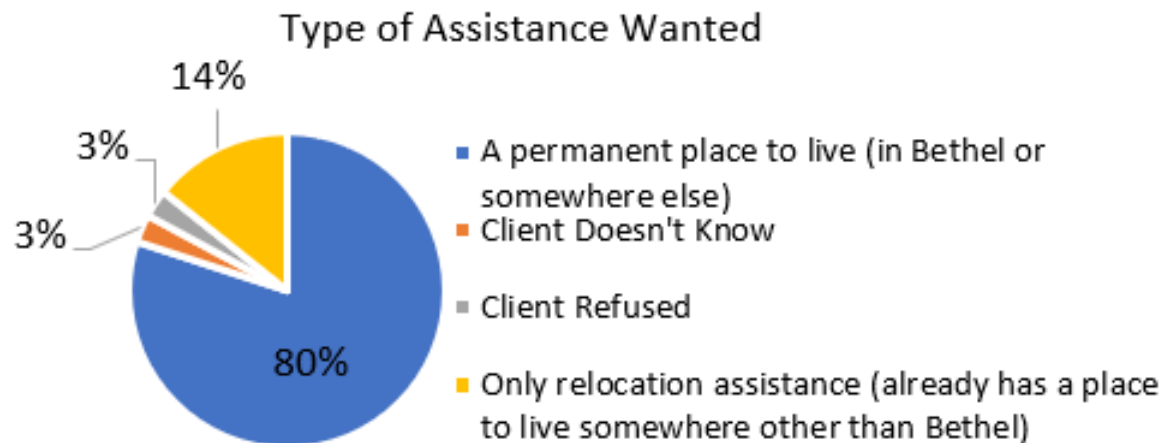 Type of Assistance Wanted
14%
3%
3%
80%
A permanent place to live (in Bethel or
somewhere else)
Client Doesn't Know
Client Refused
Only relocation assistance (already has a place
to live somewhere other than Bethel)